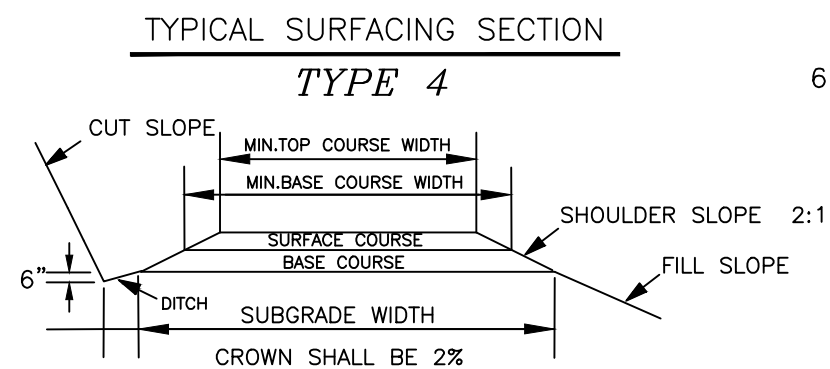 TYPICAL SURFACING SECTION
TYPE 4
6
CUT SLOPE
MIN.TOP COURSE WIDTH
MIN.BASE COURSE WIDTH
SHOULDER SLOPE 2:1
SURFACE COURSE
BASE COURSE
FILL SLOPE
6"
DITCH
SUBGRADE WIDTH
CROWN SHALL BE 2%